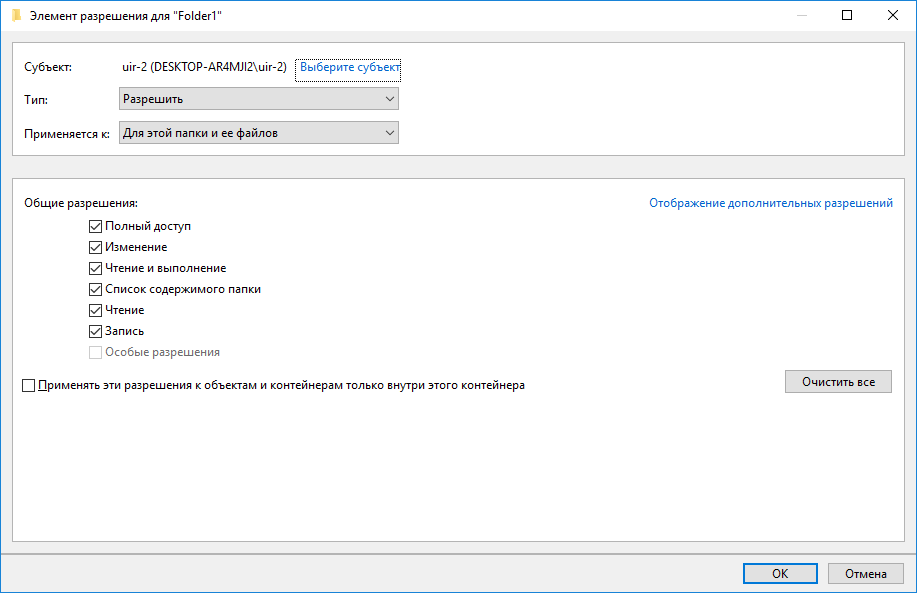 Элемент разрешения для "Folder1"
Субъект: uir-2 (DESKTOP-AR4MJI2\uir-2) Выберите субъект
Тип: Разрешить
Применяется к: Для этой папки и ее файлов
Общие разрешения: Отображение дополнительных разрешений
Полный доступ
Изменение
Чтение и выполнение
Список содержимого папки
Чтение
Запись
Особые разрешения
Применять эти разрешения к объектам и контейнерам только внутри этого контейнера Очистить все
OK Отмена